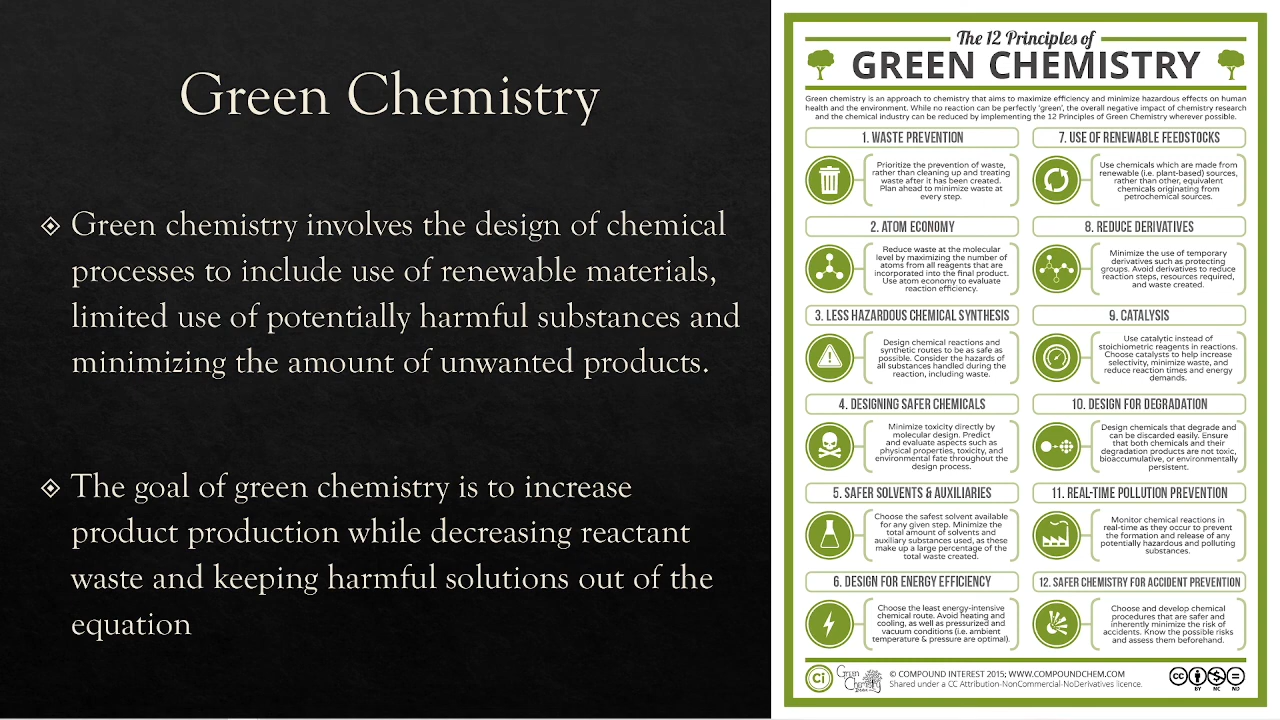 Green Chemistry
Green chemistry involves the design of chemical
processes to include use of renewable materials,
limited use of potentially harmful substances and
minimizing the amount of unwanted products.
The goal of green chemistry is to increase
product production while decreasing reactant
waste and keeping harmful solutions out of the
equation
The 12 Principles of
GREEN CHEMISTRY
Green chemistry is an approach to chemistry that aims to maximize efficiency and minimize hazardous effects on human
health and the environment. While no reaction can be perfectly 'green', the overall negative impact of chemistry research
and the chemical industry can be reduced by implementing the 12 Principles of Green Chemistry wherever possible.
1. WASTE PREVENTION
Prioritize the prevention of waste,
rather than cleaning up and treating
waste after it has been created.
Plan ahead to minimize waste at
every step.
2. ATOM ECONOMY
Reduce waste at the molecular
level by maximizing the number of
atoms from all reagents that are
incorporated into the final product.
Use atom economy to evaluate
reaction efficiency.
3. LESS HAZARDOUS CHEMICAL SYNTHESIS
Design chemical reactions and
synthetic routes to be as safe as
possible. Consider the hazards of
all substances handled during the
reaction, including waste.
4. DESIGNING SAFER CHEMICALS
Minimize toxicity directly by
molecular design. Predict
and evaluate aspects such as
physical properties, toxicity, and
environmental fate throughout the
design process.
5. SAFER SOLVENTS & AUXILIARIES
Choose the safest solvent available
for any given step. Minimize the
total amount of solvents and
auxiliary substances used, as these
make up a large percentage of the
total waste created.
6. DESIGN FOR ENERGY EFFICIENCY
Choose the least energy-intensive
chemical route. Avoid heating and
cooling, as well as pressurized and
vacuum conditions (i.e. ambient
temperature & pressure are optimal).
7. USE OF RENEWABLE FEEDSTOCKS
Use chemicals which are made from
renewable (i.e. plant-based) sources,
rather than other, equivalent
chemicals originating from
petrochemical sources.
8. REDUCE DERIVATIVES
Minimize the use of temporary
derivatives such as protecting
groups. Avoid derivatives to reduce
reaction steps, resources required,
and waste created.
9. CATALYSIS
Use catalytic instead of
stoichiometric reagents in reactions.
Choose catalysts to help increase
selectivity, minimize waste, and
reduce reaction times and energy
demands.
10. DESIGN FOR DEGRADATION
Design chemicals that degrade and
can be discarded easily. Ensure
that both chemicals and their
degradation products are not toxic,
bioaccumulative, or environmentally
persistent.
11. REAL-TIME POLLUTION PREVENTION
Monitor chemical reactions in
real-time as they occur to prevent
the formation and release of any
potentially hazardous and polluting
substances.
12. SAFER CHEMISTRY FOR ACCIDENT PREVENTION
Choose and develop chemical
procedures that are safer and
inherently minimize the risk of
accidents. Know the possible risks
and assess them beforehand.
Ci
Green Chemistry
© COMPOUND INTEREST 2015; WWW.COMPOUNDCHEM.COM
Shared under a CC Attribution-NonCommercial-NoDerivatives licence.
cc
BY NC ND